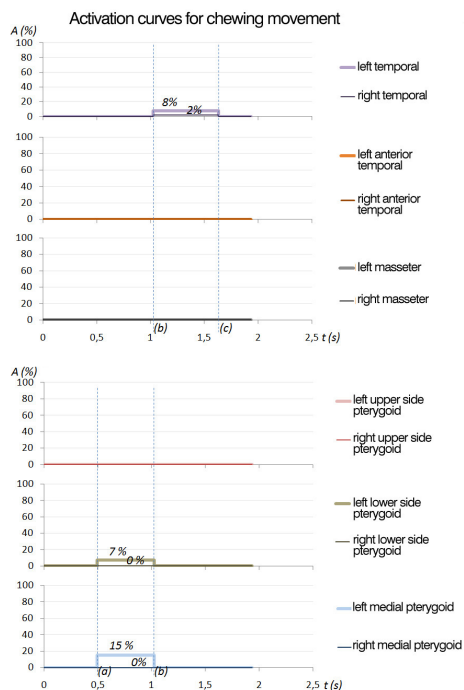 Activation curves for chewing movement
A (%)
100
80
60
40
20
0
8%
2%
left temporal
right temporal
100
80
60
40
20
0
left anterior
temporal
right anterior
temporal
100
80
60
40
20
0
left masseter
right masseter
(b)
(c)
0
0,5
1
1,5
2
2,5
t (s)
A (%)
100
80
60
40
20
0
left upper side
pterygoid
right upper side
pterygoid
100
80
60
40
20
0
7 %
0 %
left lower side
pterygoid
right lower side
pterygoid
100
80
60
40
20
0
15 %
0%
left medial pterygoid
right medial pterygoid
(a)
(b)
0
0,5
1
1,5
2
2,5
t (s)